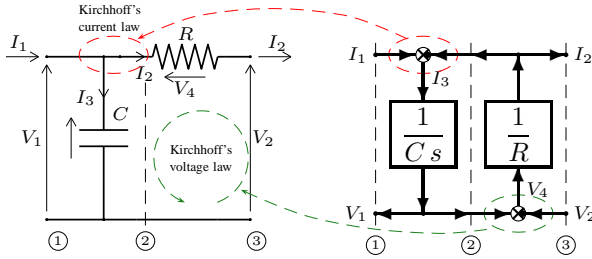 Kirchhoff's
current law
I₁
R
I₂
I₂
V₄
I₃
C
V₁
Kirchhoff's
voltage law
V₂
1
2
3
I₁
I₂
I₃
1
C s
1
R
V₄
V₁
V₂
1
2
3